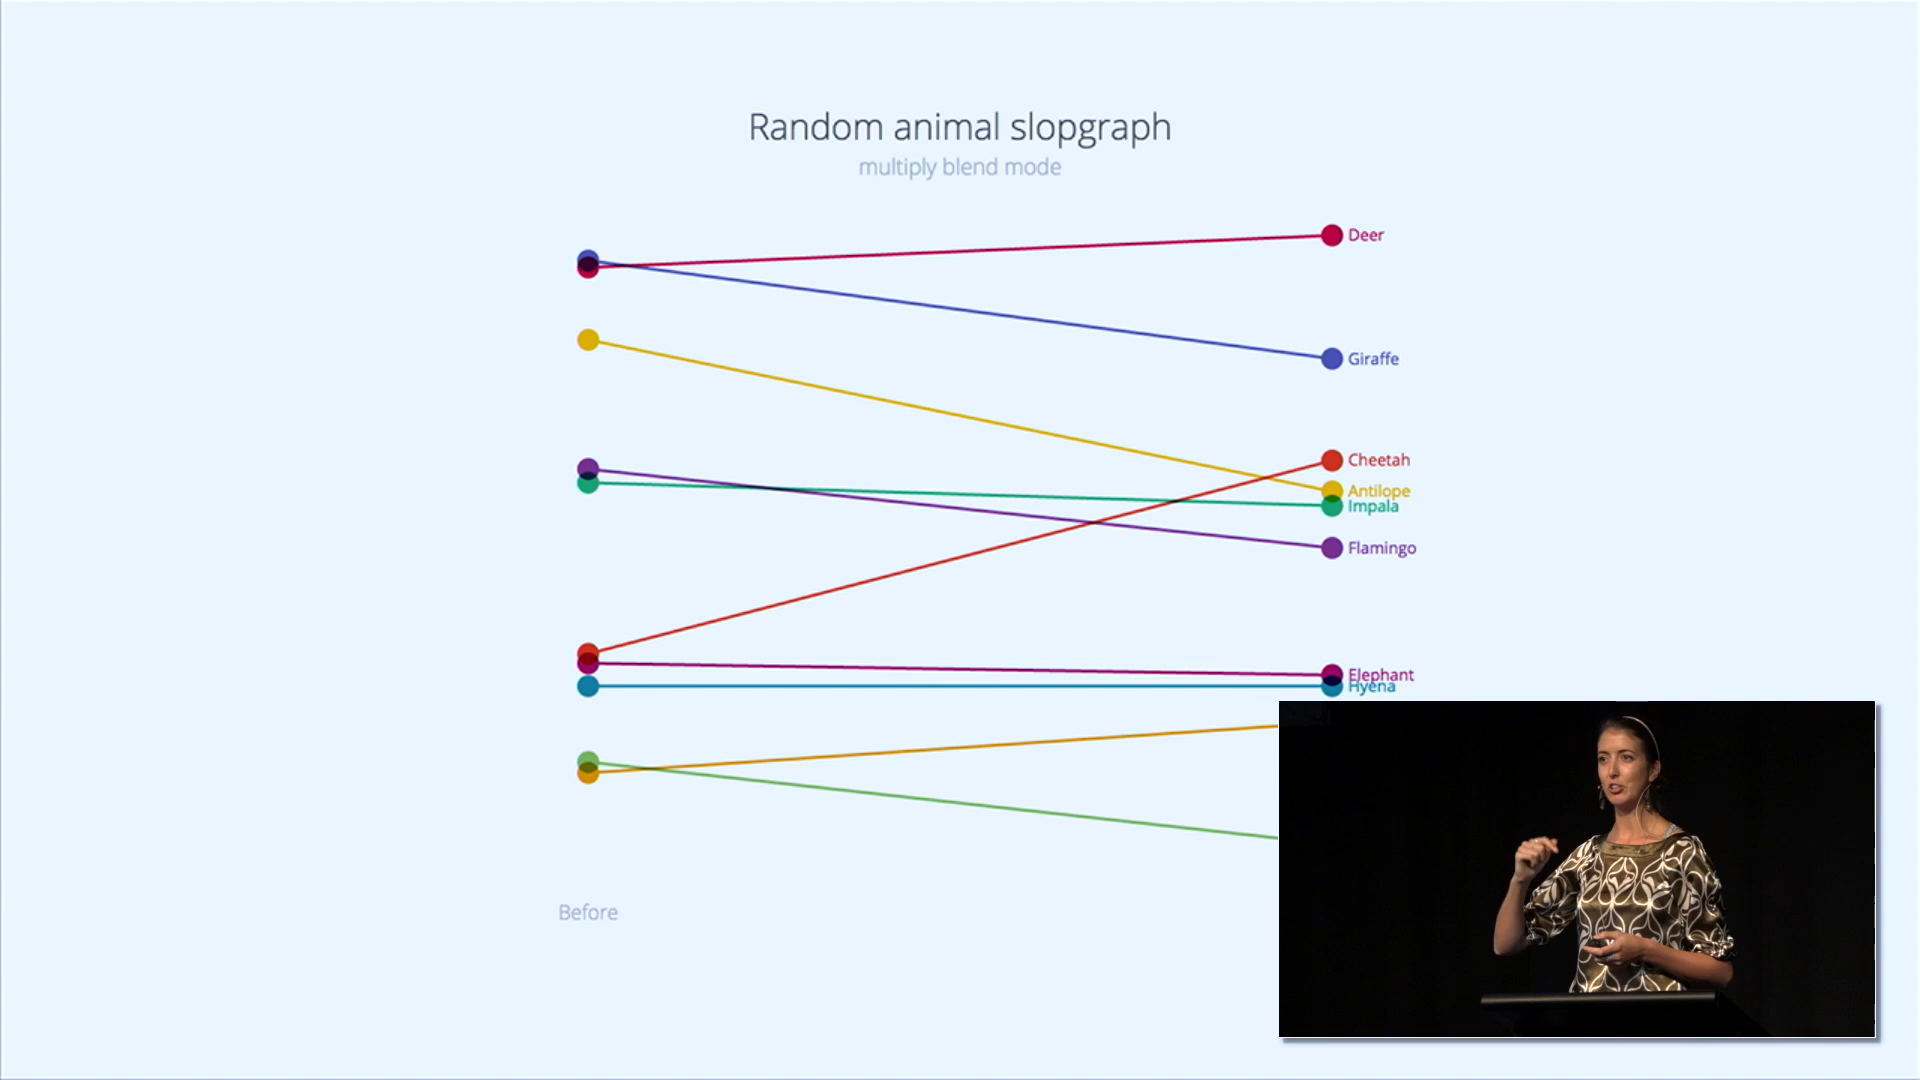 Random animal slopgraph
multiply blend mode
Deer
Giraffe
Cheetah
Antilope
Impala
Flamingo
Elephant
Hyena
Before